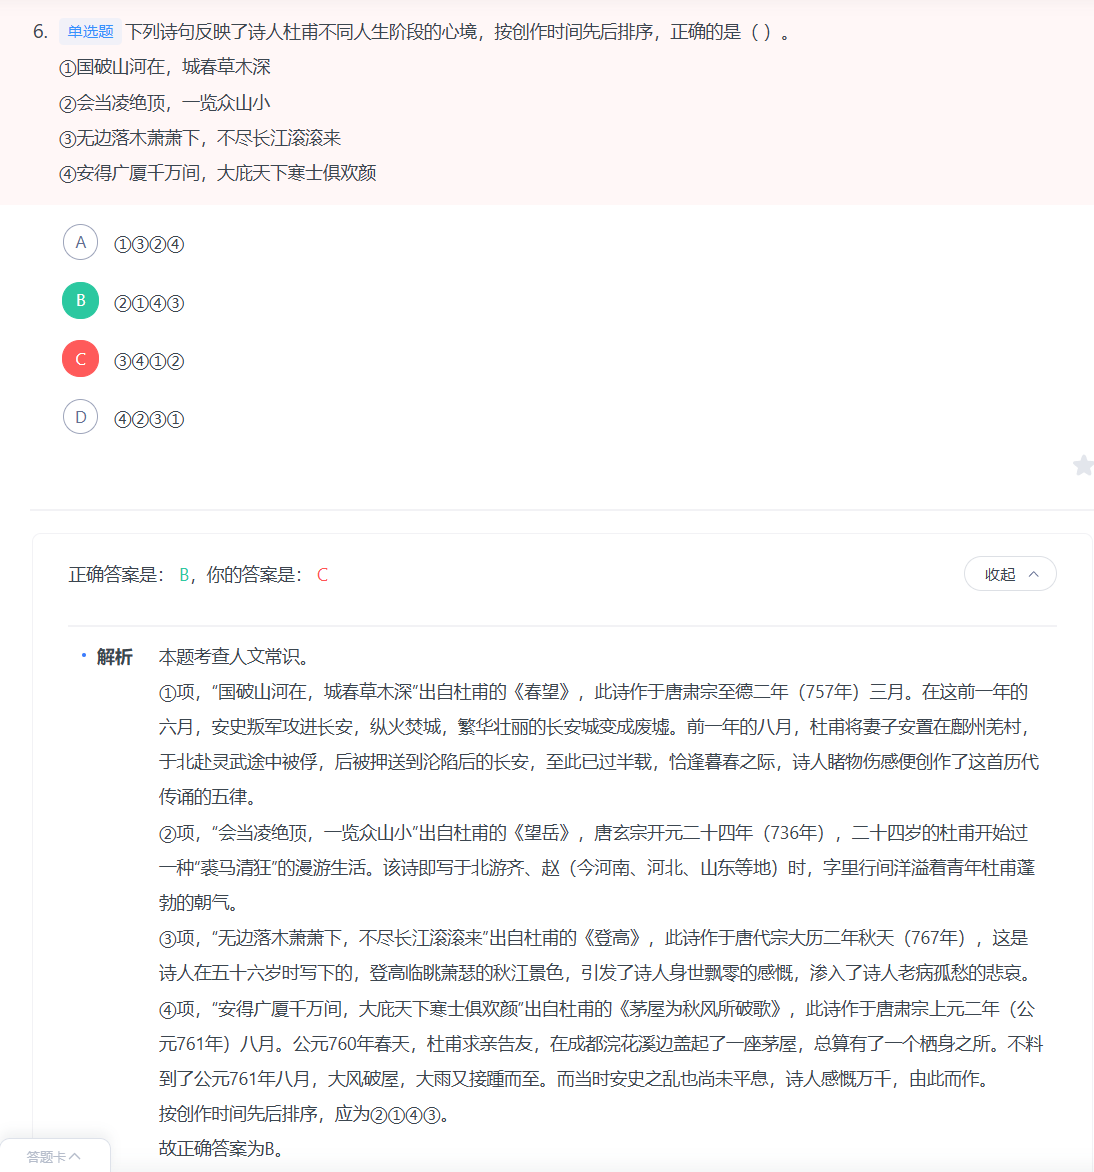 6. 单选题 下列诗句反映了诗人杜甫不同人生阶段的心境，按创作时间先后排序，正确的是（ ）。
①国破山河在，城春草木深
②会当凌绝顶，一览众山小
③无边落木萧萧下，不尽长江滚滚来
④安得广厦千万间，大庇天下寒士俱欢颜
A ①③②④
B ②①④③
C ③④①②
D ④②③①
正确答案是： B，你的答案是： C
收起
解析 本题考查人文常识。
①项，“国破山河在，城春草木深”出自杜甫的《春望》，此诗作于唐肃宗至德二年（757年）三月。在这前一年的
六月，安史叛军攻进长安，纵火焚城，繁华壮丽的长安城变成废墟。前一年的八月，杜甫将妻子安置在鄜州羌村，
于北赴灵武途中被俘，后被押送到沦陷后的长安，至此已过半载，恰逢暮春之际，诗人睹物伤感便创作了这首历代
传诵的五律。
②项，“会当凌绝顶，一览众山小”出自杜甫的《望岳》，唐玄宗开元二十四年（736年），二十四岁的杜甫开始过
一种“裘马清狂”的漫游生活。该诗即写于北游齐、赵（今河南、河北、山东等地）时，字里行间洋溢着青年杜甫蓬
勃的朝气。
③项，“无边落木萧萧下，不尽长江滚滚来”出自杜甫的《登高》，此诗作于唐代宗大历二年秋天（767年），这是
诗人在五十六岁时写下的，登高临眺萧瑟的秋江景色，引发了诗人身世飘零的感慨，渗入了诗人老病孤愁的悲哀。
④项，“安得广厦千万间，大庇天下寒士俱欢颜”出自杜甫的《茅屋为秋风所破歌》，此诗作于唐肃宗上元二年（公
元761年）八月。公元760年春天，杜甫求亲告友，在成都浣花溪边盖起了一座茅屋，总算有了一个栖身之所。不料
到了公元761年八月，大风破屋，大雨又接踵而至。而当时安史之乱也尚未平息，诗人感慨万千，由此而作。
按创作时间先后排序，应为②①④③。
故正确答案为B。
答题卡